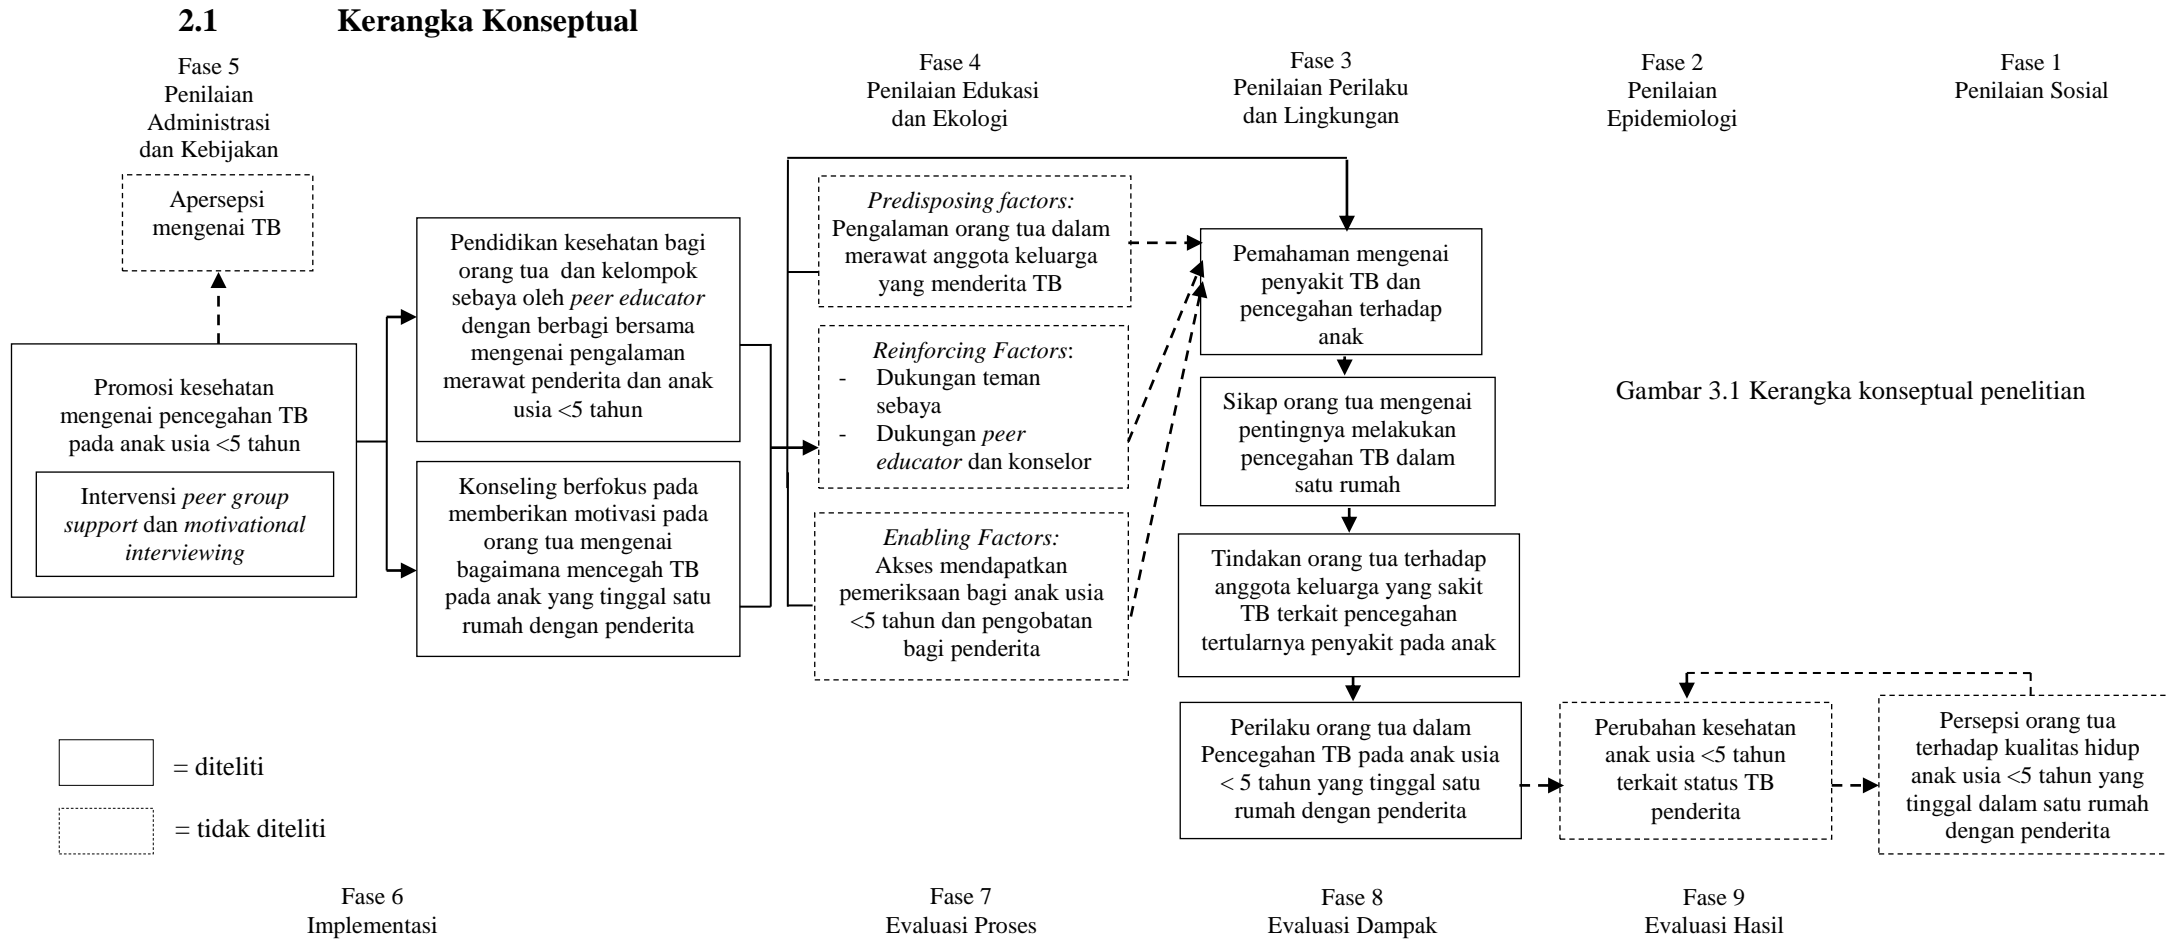 2.1 Kerangka Konseptual
Fase 5
Penilaian
Administrasi
dan Kebijakan
Fase 4
Penilaian Edukasi
dan Ekologi
Fase 3
Penilaian Perilaku
dan Lingkungan
Fase 2
Penilaian
Epidemiologi
Fase 1
Penilaian Sosial
Apersepsi
mengenai TB
Promosi kesehatan
mengenai pencegahan TB
pada anak usia <5 tahun
Intervensi peer group
support dan motivational
interviewing
Pendidikan kesehatan bagi
orang tua dan kelompok
sebaya oleh peer educator
dengan berbagi bersama
mengenai pengalaman
merawat penderita dan anak
usia <5 tahun
Konseling berfokus pada
memberikan motivasi pada
orang tua mengenai
bagaimana mencegah TB
pada anak yang tinggal satu
rumah dengan penderita
Predisposing factors:
Pengalaman orang tua dalam
merawat anggota keluarga
yang menderita TB
Reinforcing Factors:
- Dukungan teman
sebaya
- Dukungan peer
educator dan konselor
Enabling Factors:
Akses mendapatkan
pemeriksaan bagi anak usia
<5 tahun dan pengobatan
bagi penderita
Pemahaman mengenai
penyakit TB dan
pencegahan terhadap
anak
Sikap orang tua mengenai
pentingnya melakukan
pencegahan TB dalam
satu rumah
Tindakan orang tua terhadap
anggota keluarga yang sakit
TB terkait pencegahan
tertularnya penyakit pada anak
Perilaku orang tua dalam
Pencegahan TB pada anak usia
< 5 tahun yang tinggal satu
rumah dengan penderita
Gambar 3.1 Kerangka konseptual penelitian
Perubahan kesehatan
anak usia <5 tahun
terkait status TB
penderita
Persepsi orang tua
terhadap kualitas hidup
anak usia <5 tahun yang
tinggal dalam satu rumah
dengan penderita
= diteliti
= tidak diteliti
Fase 6
Implementasi
Fase 7
Evaluasi Proses
Fase 8
Evaluasi Dampak
Fase 9
Evaluasi Hasil